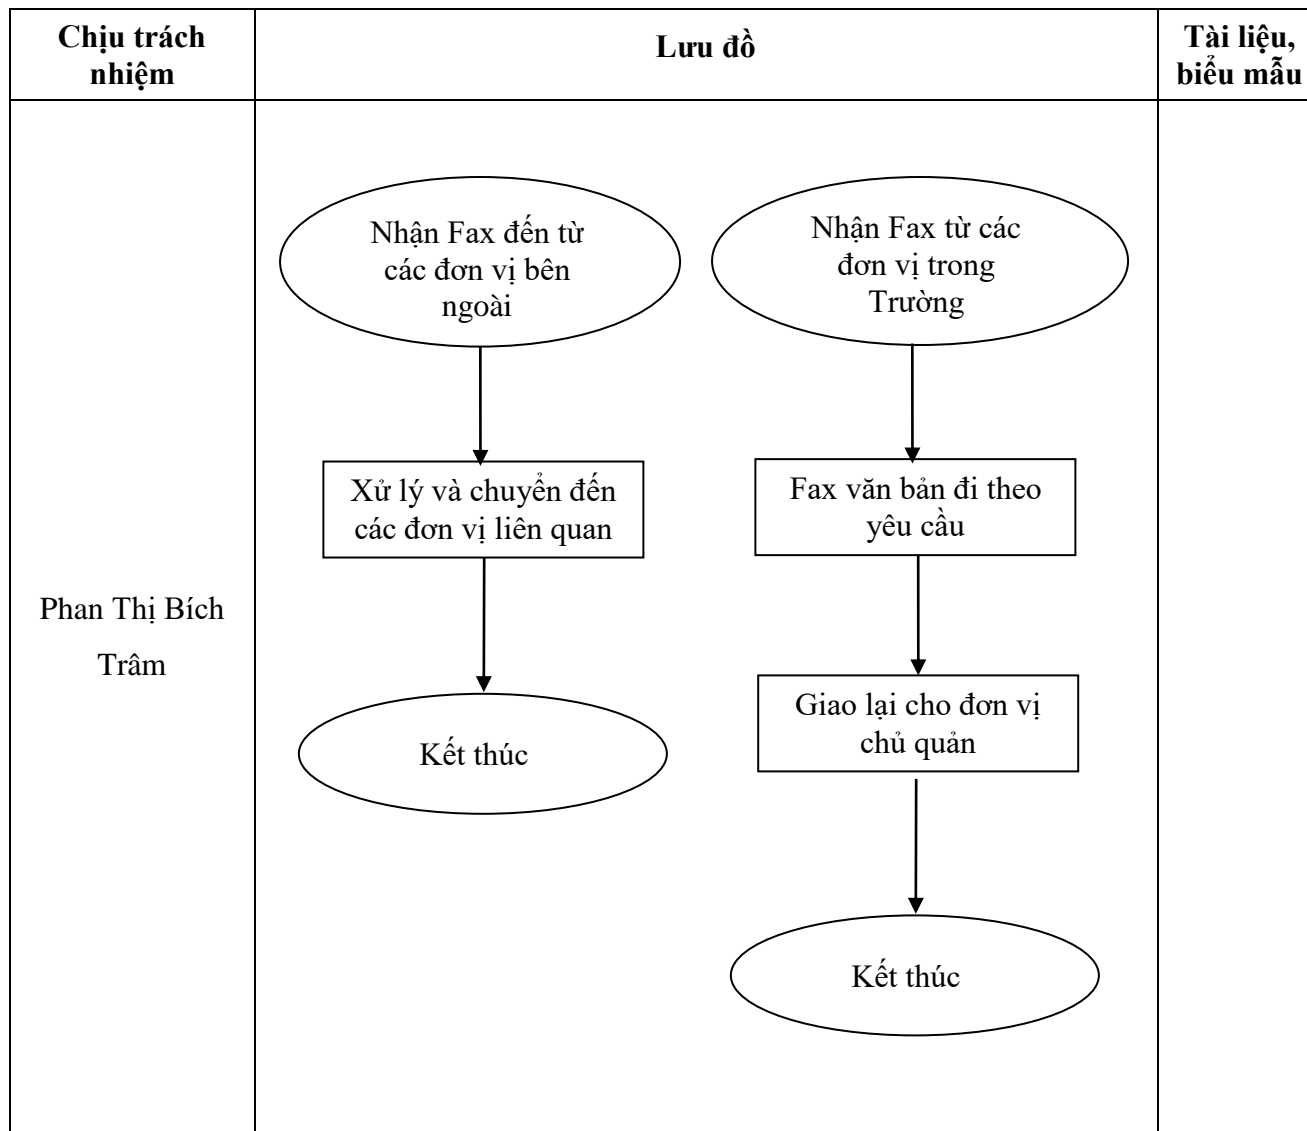 Chịu trách
nhiệm
Lưu đồ
Tài liệu,
biểu mẫu
Phan Thị Bích
Trâm
Nhận Fax đến từ
các đơn vị bên
ngoài
Xử lý và chuyển đến
các đơn vị liên quan
Kết thúc
Nhận Fax từ các
đơn vị trong
Trường
Fax văn bản đi theo
yêu cầu
Giao lại cho đơn vị
chủ quản
Kết thúc